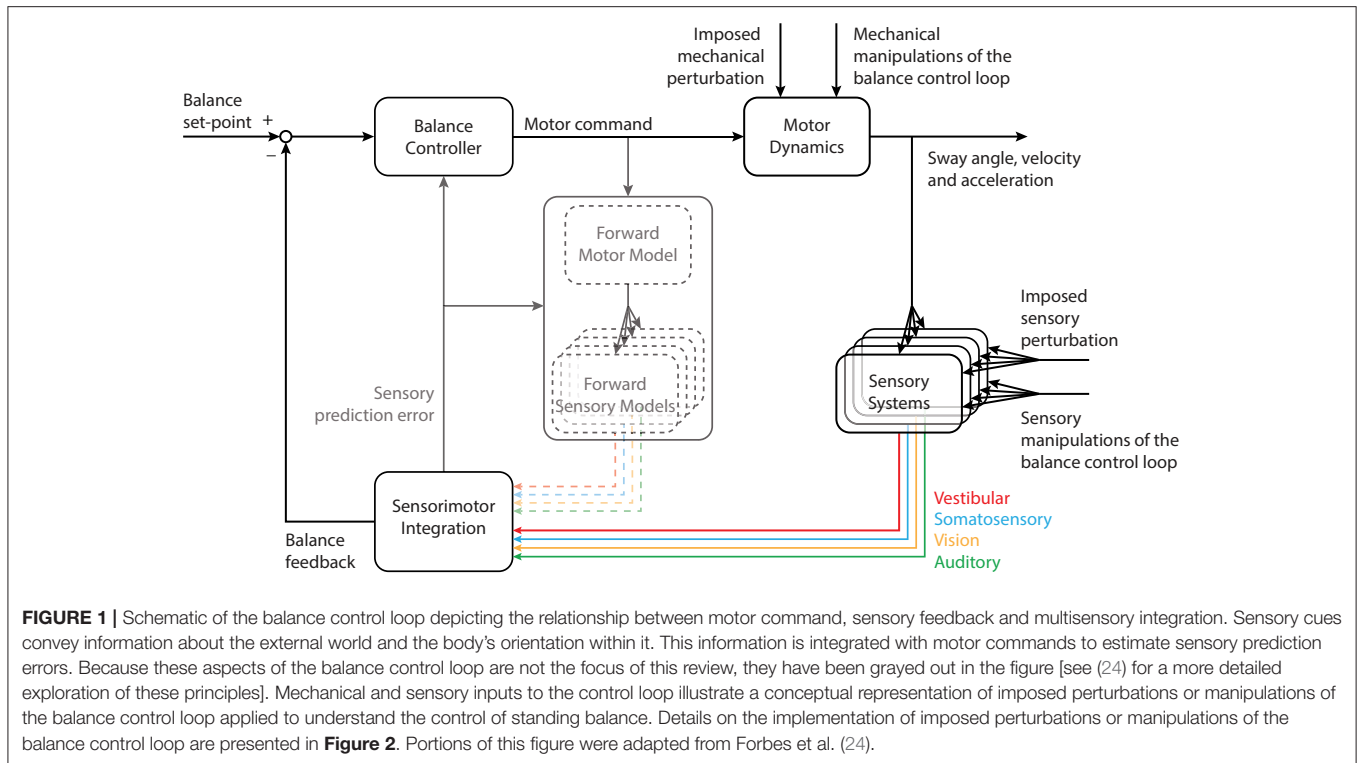 Imposed
mechanical
perturbation
Mechanical
manipulations of the
balance control loop
Balance
set-point
+
−
Balance
Controller
Motor command
Motor
Dynamics
Sway angle, velocity
and acceleration
Forward
Motor Model
Forward
Sensory Models
Sensory
prediction error
Imposed
sensory
perturbation
Sensory
Systems
Sensory
manipulations of the
balance control loop
Sensorimotor
Integration
Balance
feedback
Vestibular
Somatosensory
Vision
Auditory
FIGURE 1 | Schematic of the balance control loop depicting the relationship between motor command, sensory feedback and multisensory integration. Sensory cues
convey information about the external world and the body's orientation within it. This information is integrated with motor commands to estimate sensory prediction
errors. Because these aspects of the balance control loop are not the focus of this review, they have been grayed out in the figure [see (24) for a more detailed
exploration of these principles]. Mechanical and sensory inputs to the control loop illustrate a conceptual representation of imposed perturbations or manipulations of
the balance control loop applied to understand the control of standing balance. Details on the implementation of imposed perturbations or manipulations of the
balance control loop are presented in Figure 2. Portions of this figure were adapted from Forbes et al. (24).